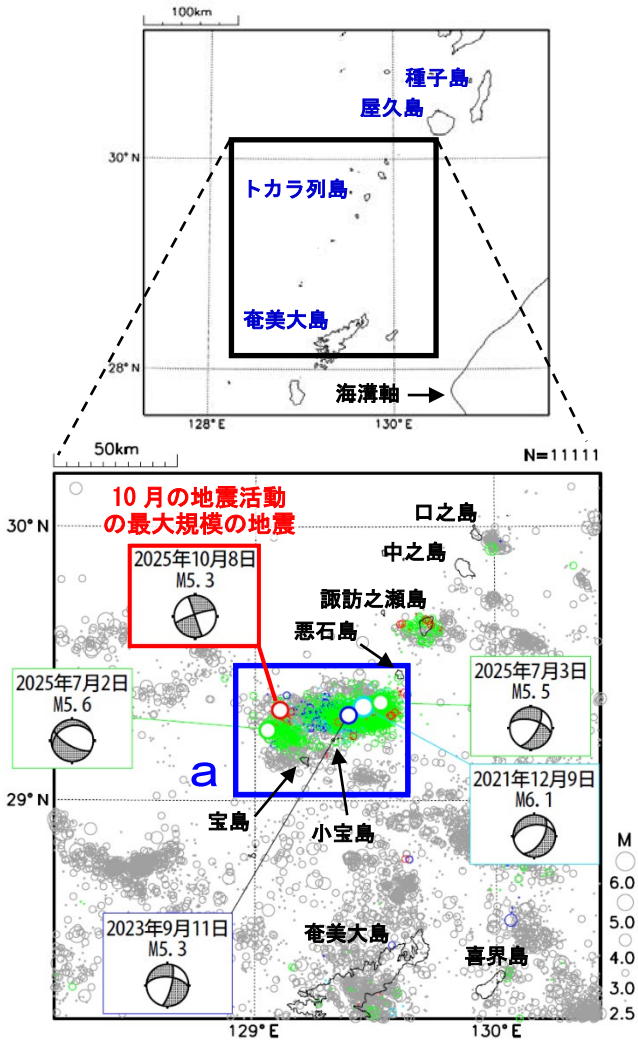 100km
種子島
屋久島
30°N
トカラ列島
奄美大島
28°N
海溝軸
128°E
130°E
50km
N=11111
10月の地震活動
の最大規模の地震
30°N
口之島
中之島
2025年10月8日
M5.3
諏訪之瀬島
悪石島
2025年7月2日
M5.6
2025年7月3日
M5.5
a
2021年12月9日
M6.1
29°N
宝島
小宝島
M
6.0
5.0
4.0
3.0
2.5
2023年9月11日
M5.3
奄美大島
喜界島
129°E
130°E